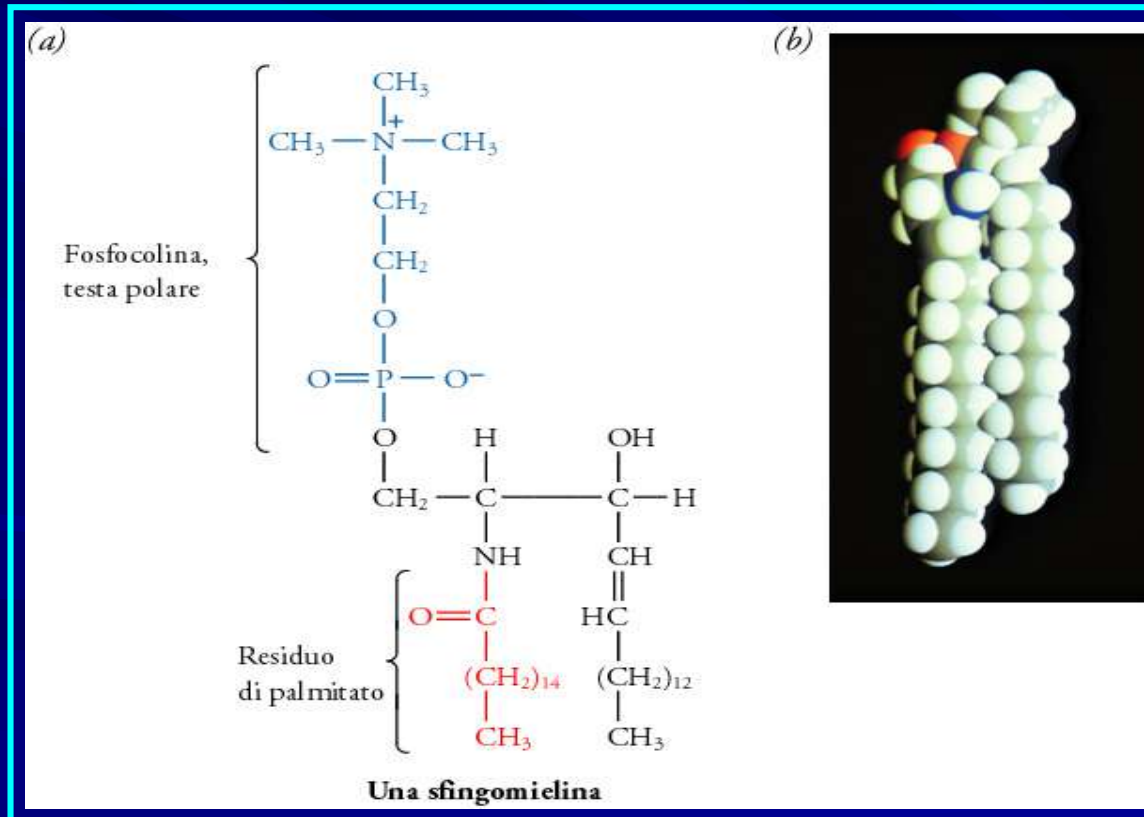 (a)
(b)
CH₃
CH₃—N⁺—CH₃
CH₂
Fosfocolina,
testa polare
CH₂
O
O=P—O⁻
O H OH
CH₂—C—C—H
NH CH
O=C HC
Residuo
di palmitato
(CH₂)₁₄ (CH₂)₁₂
CH₃ CH₃
Una sfingomielina